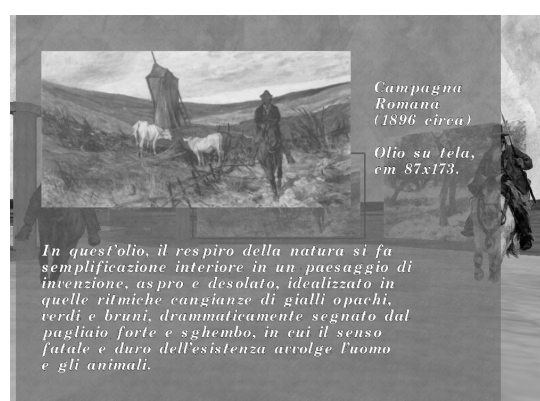 Campagna
Romana
(1896 circa)
Olio su tela,
cm 87x173.
In quest'olio, il respiro della natura si fa
semplificazione interiore in un paesaggio di
invenzione, aspro e desolato, idealizzato in
quelle ritmiche cangianze di gialli opachi,
verdi e bruni, drammaticamente segnato dal
pagliaio forte e sghembo, in cui il senso
fatale e duro dell'esistenza avvolge l'uomo
e gli animali.